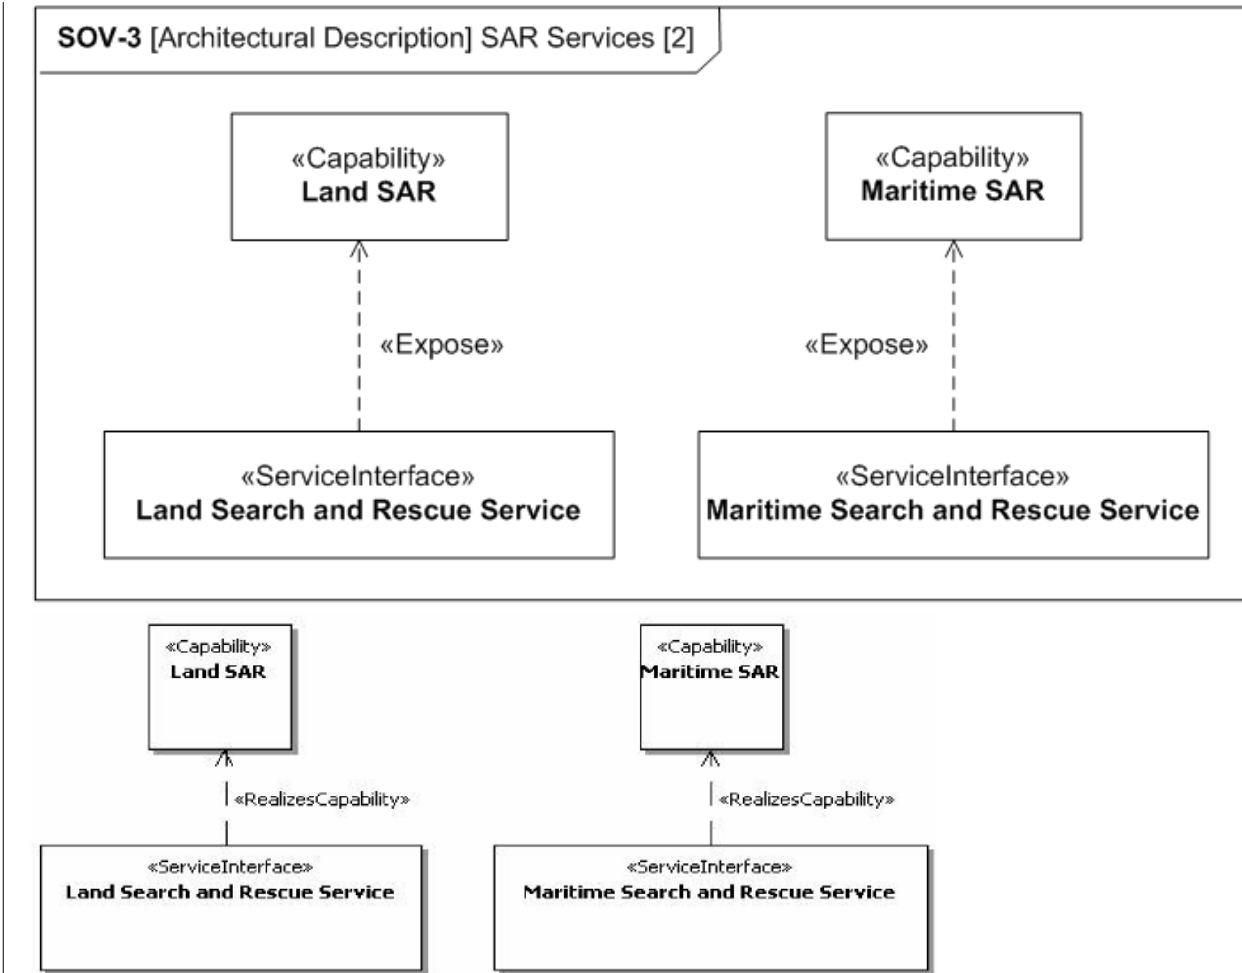 SOV-3 [Architectural Description] SAR Services [2]
«Capability»
Land SAR
«Capability»
Maritime SAR
«Expose»
«Expose»
«ServiceInterface»
Land Search and Rescue Service
«ServiceInterface»
Maritime Search and Rescue Service
«Capability»
Land SAR
«Capability»
Maritime SAR
«RealizesCapability»
«RealizesCapability»
«ServiceInterface»
Land Search and Rescue Service
«ServiceInterface»
Maritime Search and Rescue Service